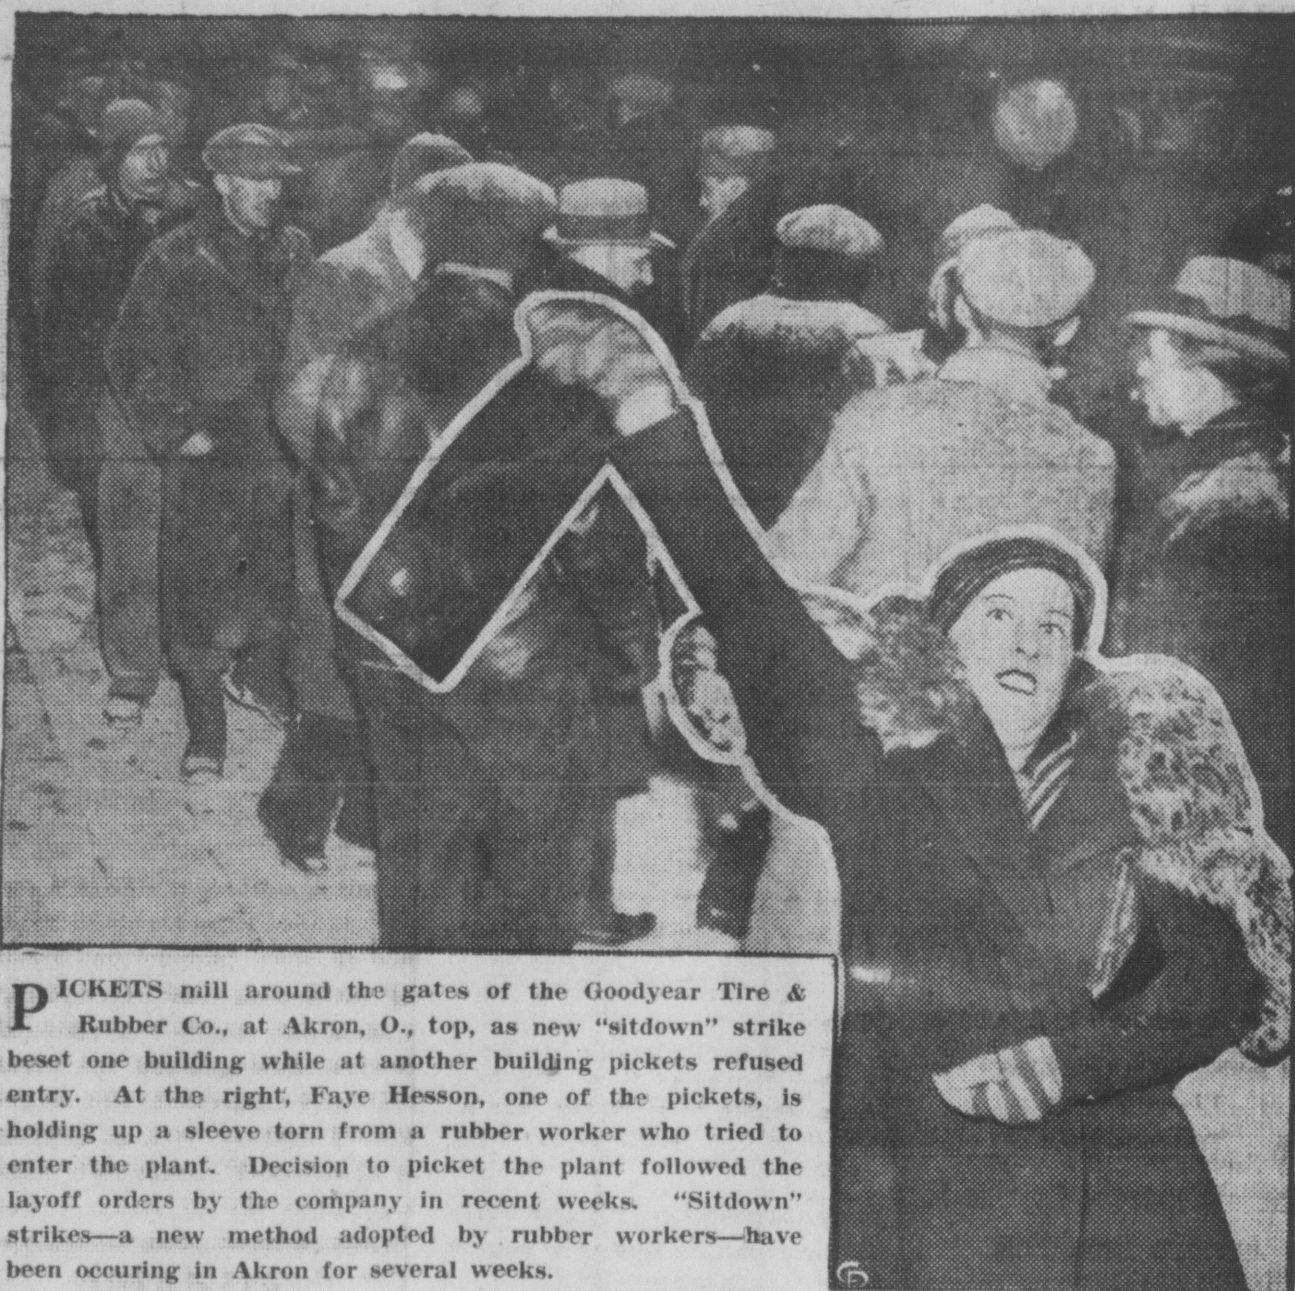 PICKETS mill around the gates of the Goodyear Tire &
Rubber Co., at Akron, O., top, as new “sitdown” strike
beset one building while at another building pickets refused
entry. At the right, Faye Hesson, one of the pickets, is
holding up a sleeve torn from a rubber worker who tried to
enter the plant. Decision to picket the plant followed the
layoff orders by the company in recent weeks. “Sitdown”
strikes—a new method adopted by rubber workers—have
been occuring in Akron for several weeks.